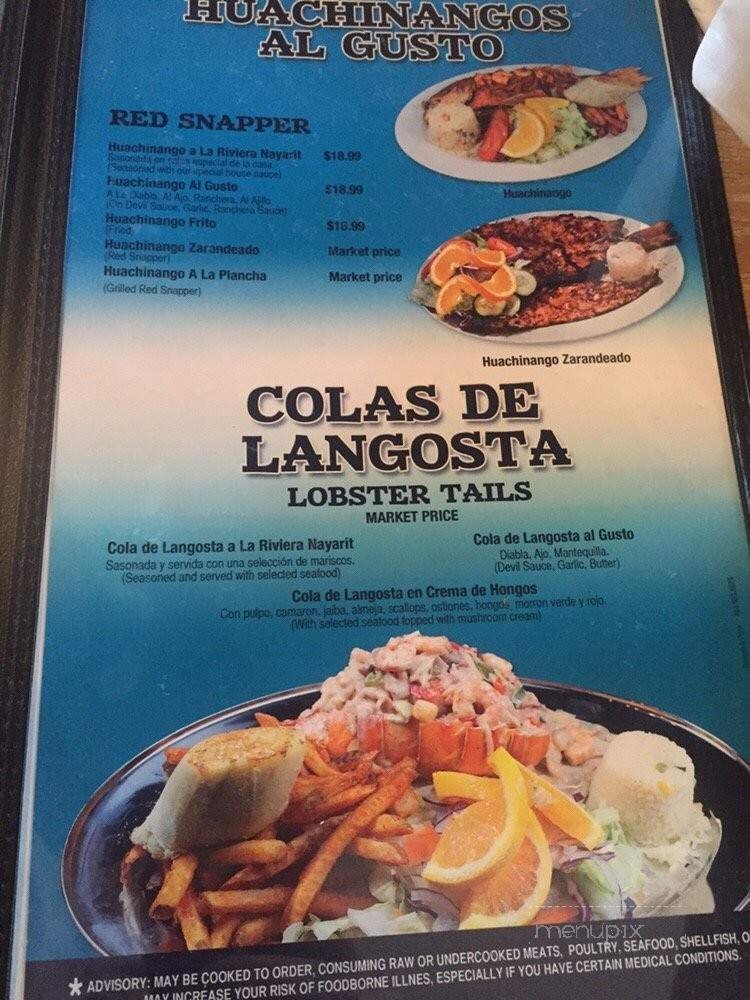 HUACHINANGOS
AL GUSTO
RED SNAPPER
Huachinango a La Riviera Nayarit $18.99
Sasonada en salsa especial de la casa.
(Seasoned with our special house sauce)
Huachinango Al Gusto $18.99
A La Diabla, Al Ajo, Ranchera, Al Ajillo
(On Devil Sauce, Garlic, Ranchera Sauce)
Huachinango Frito $18.99
(Fried
Huachinango Zarandeado Market price
(Red Snapper)
Huachinango A La Plancha Market price
(Grilled Red Snapper)
Huachinango
Huachinango Zarandeado
COLAS DE
LANGOSTA
LOBSTER TAILS
MARKET PRICE
Cola de Langosta a La Riviera Nayarit
Sasonada y servida con una selección de mariscos.
(Seasoned and served with selected seafood)
Cola de Langosta al Gusto
Diabla, Ajo, Mantequilla.
(Devil Sauce, Garlic, Butter)
Cola de Langosta en Crema de Hongos
Con pulpo, camaron, jaiba, almeja, scallops, ostiones, hongos, morron verde y rojo.
(With selected seafood topped with mushroom cream)
menupix
* ADVISORY: MAY BE COOKED TO ORDER, CONSUMING RAW OR UNDERCOOKED MEATS, POULTRY, SEAFOOD, SHELLFISH, O
MAY INCREASE YOUR RISK OF FOODBORNE ILLNES, ESPECIALLY IF YOU HAVE CERTAIN MEDICAL CONDITIONS.